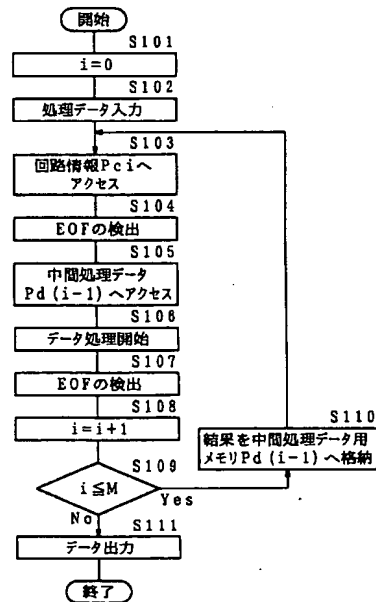 開始
S101
i=0
S102
処理データ入力
S103
回路情報Pciへ
アクセス
S104
EOFの検出
S105
中間処理データ
Pd(i-1)へアクセス
S106
データ処理開始
S107
EOFの検出
S108
i=i+1
S109
i≦M
Yes
No
S110
結果を中間処理データ用
メモリPd(i-1)へ格納
S111
データ出力
終了